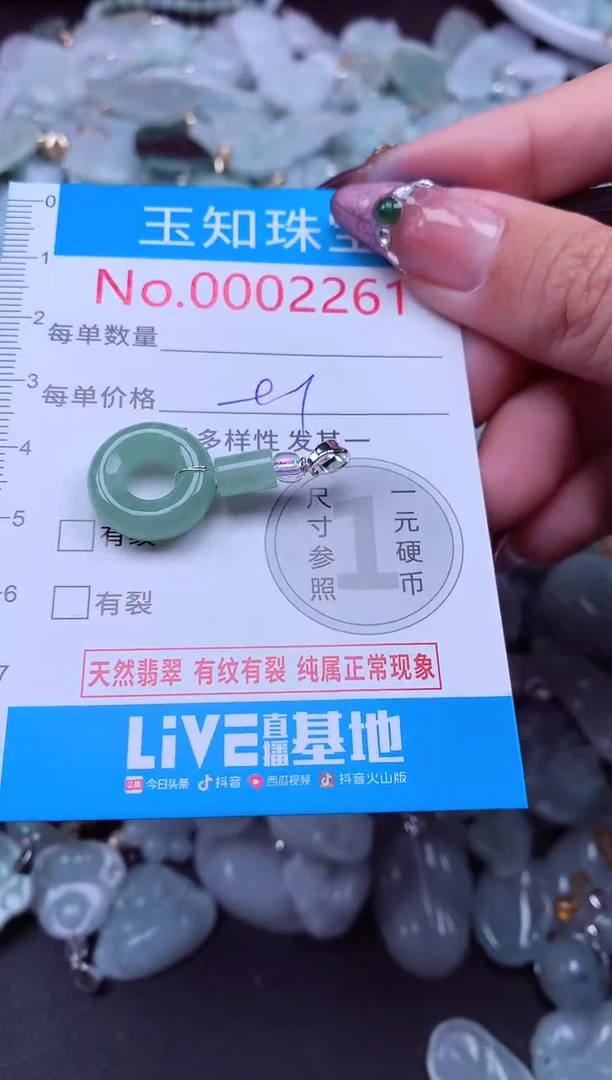 0
玉知珠宝
1
No.0002261
2
每单数量
3
每单价格
4
多样性 发其一
5
尺寸参照
1
一元硬币
有纹
6
有裂
7
天然翡翠 有纹有裂 纯属正常现象
LiVE直播基地
头条 今日头条 抖音 西瓜视频 抖音火山版